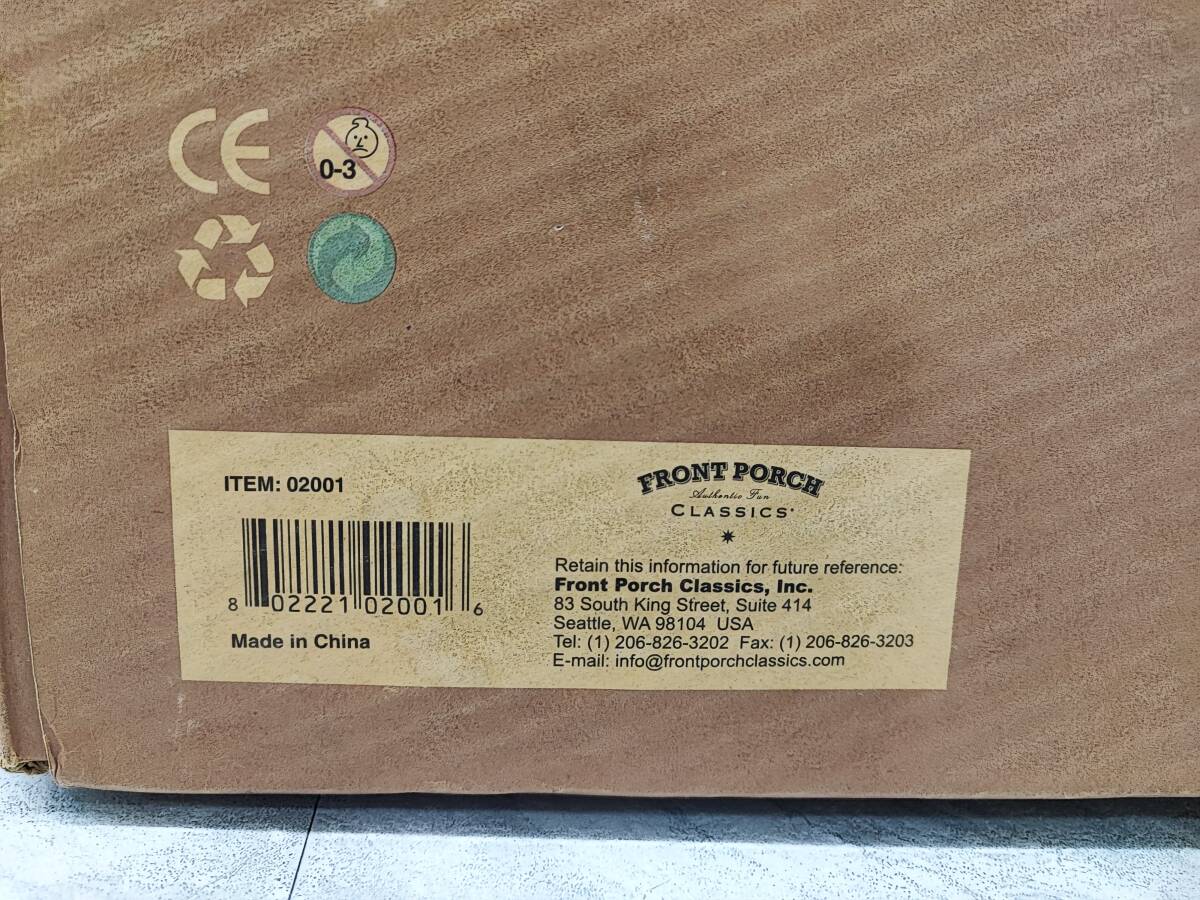 CE
0-3
ITEM: 02001
8 02221 02001 6
Made in China
FRONT PORCH
Authentic Fun
CLASSICS
Retain this information for future reference:
Front Porch Classics, Inc.
83 South King Street, Suite 414
Seattle, WA 98104 USA
Tel: (1) 206-826-3202 Fax: (1) 206-826-3203
E-mail: info@frontporchclassics.com